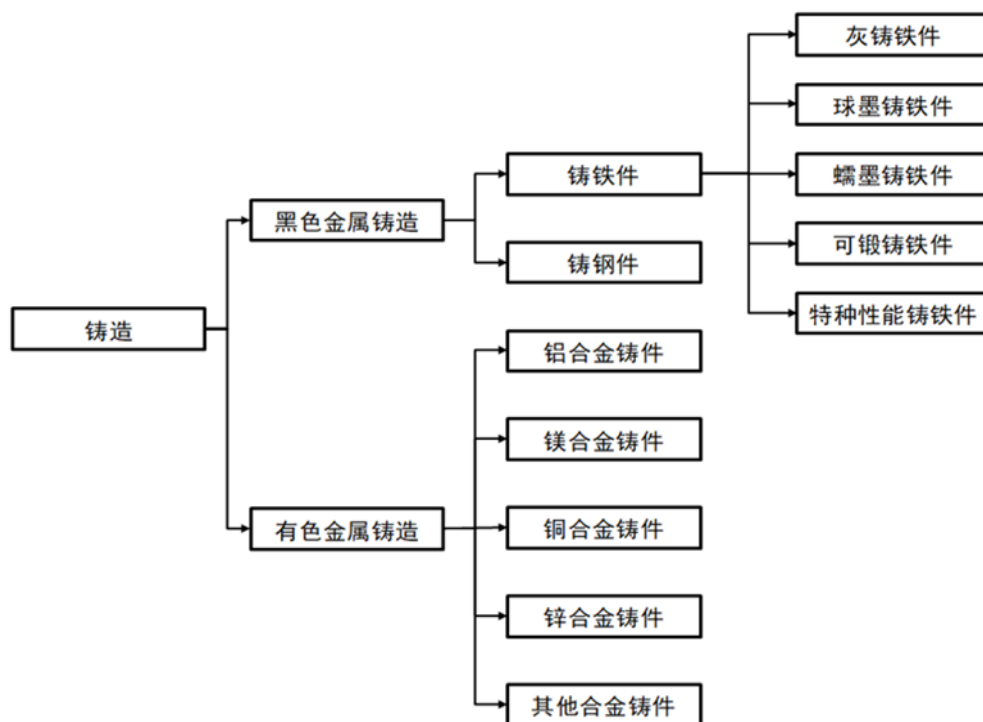 铸造
黑色金属铸造
有色金属铸造
铸铁件
铸钢件
铝合金铸件
镁合金铸件
铜合金铸件
锌合金铸件
其他合金铸件
灰铸铁件
球墨铸铁件
蠕墨铸铁件
可锻铸铁件
特种性能铸铁件